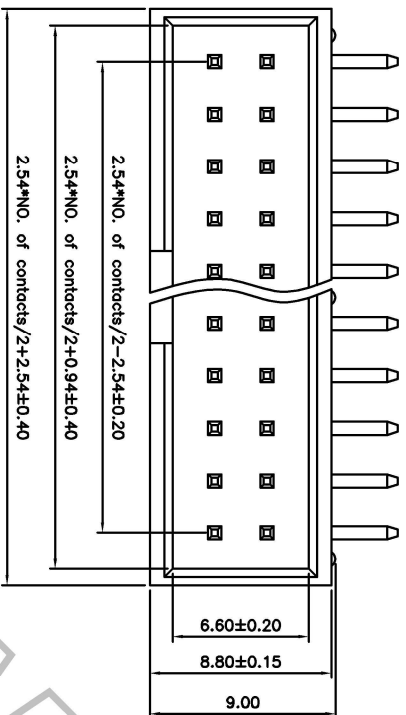 2.54*NO. of contacts/2-2.54±0.20
2.54*NO. of contacts/2+0.94±0.40
2.54*NO. of contacts/2+2.54±0.40
6.60±0.20
8.80±0.15
9.00